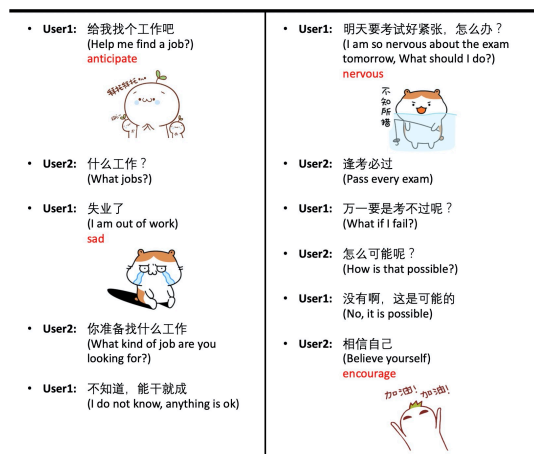 • User1: 给我找个工作吧
(Help me find a job?)
anticipate
拜托拜托...
• User2: 什么工作？
(What jobs?)
• User1: 失业了
(I am out of work)
sad
• User2: 你准备找什么工作
(What kind of job are you
looking for?)
• User1: 不知道，能干就成
(I do not know, anything is ok)
• User1: 明天要考试好紧张，怎么办？
(I am so nervous about the exam
tomorrow, What should I do?)
nervous
不知所措
• User2: 逢考必过
(Pass every exam)
• User1: 万一要是考不过呢？
(What if I fail?)
• User2: 怎么可能呢？
(How is that possible?)
• User1: 没有啊，这是可能的
(No, it is possible)
• User2: 相信自己
(Believe yourself)
encourage
加油! 加油!